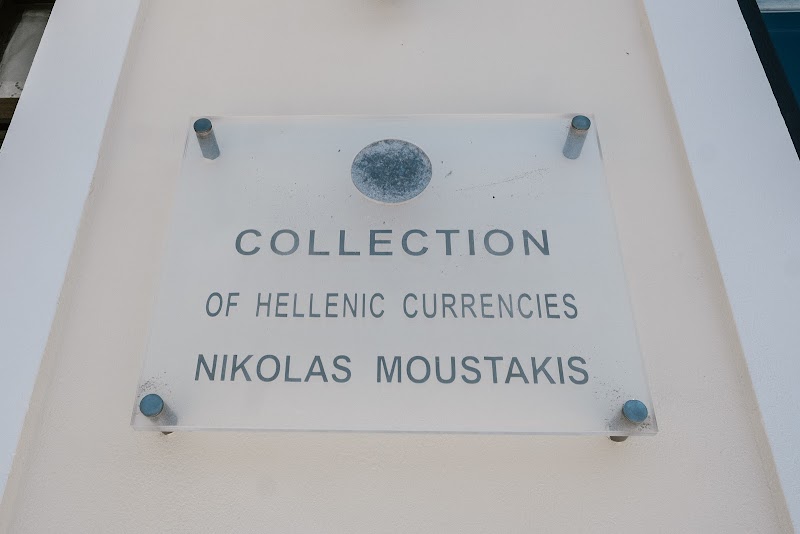 COLLECTION
OF HELLENIC CURRENCIES
NIKOLAS MOUSTAKIS